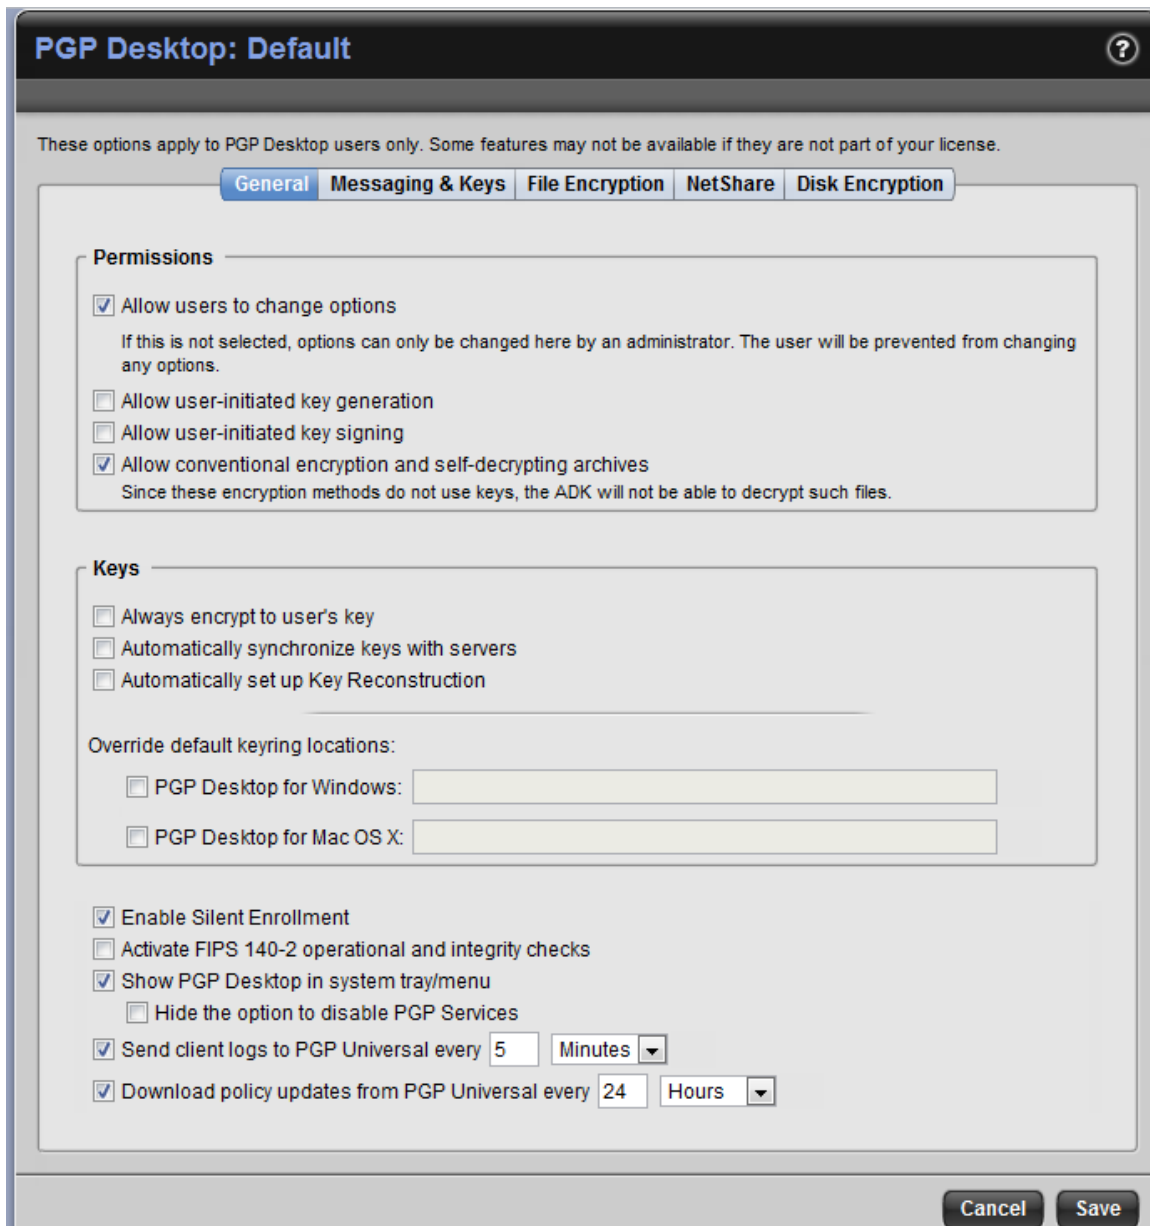 PGP Desktop: Default
?
These options apply to PGP Desktop users only. Some features may not be available if they are not part of your license.
General Messaging & Keys File Encryption NetShare Disk Encryption
Permissions
Allow users to change options
If this is not selected, options can only be changed here by an administrator. The user will be prevented from changing
any options.
Allow user-initiated key generation
Allow user-initiated key signing
Allow conventional encryption and self-decrypting archives
Since these encryption methods do not use keys, the ADK will not be able to decrypt such files.
Keys
Always encrypt to user's key
Automatically synchronize keys with servers
Automatically set up Key Reconstruction
Override default keyring locations:
PGP Desktop for Windows:
PGP Desktop for Mac OS X:
Enable Silent Enrollment
Activate FIPS 140-2 operational and integrity checks
Show PGP Desktop in system tray/menu
Hide the option to disable PGP Services
Send client logs to PGP Universal every 5 Minutes
Download policy updates from PGP Universal every 24 Hours
Cancel Save